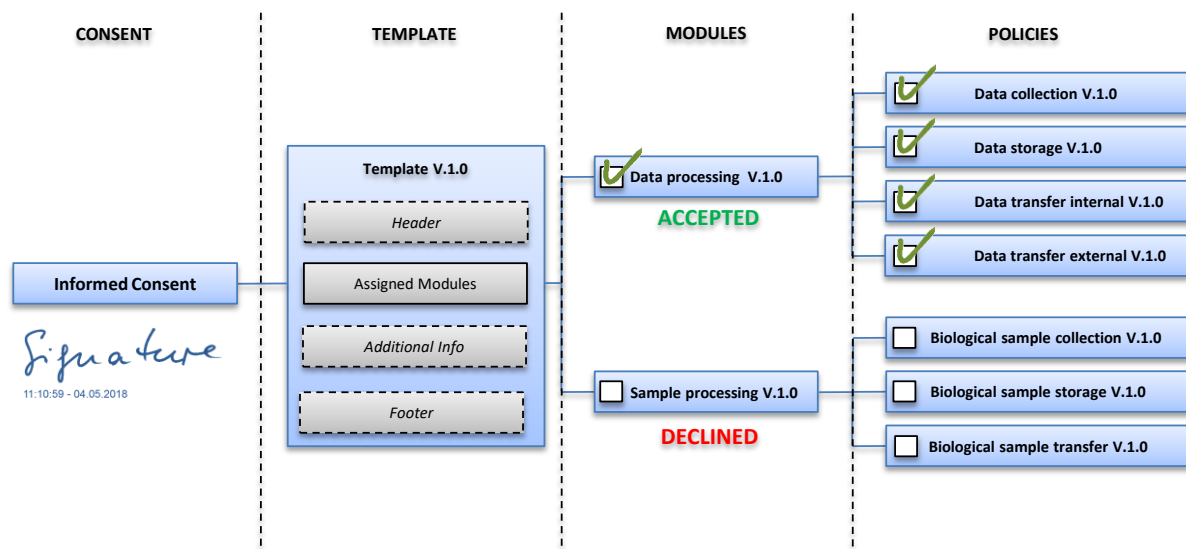 CONSENT
TEMPLATE
MODULES
POLICIES
Informed Consent
Signature
11:10:59 - 04.05.2018
Template V.1.0
Header
Assigned Modules
Additional Info
Footer
Data processing V.1.0
ACCEPTED
Sample processing V.1.0
DECLINED
Data collection V.1.0
Data storage V.1.0
Data transfer internal V.1.0
Data transfer external V.1.0
Biological sample collection V.1.0
Biological sample storage V.1.0
Biological sample transfer V.1.0